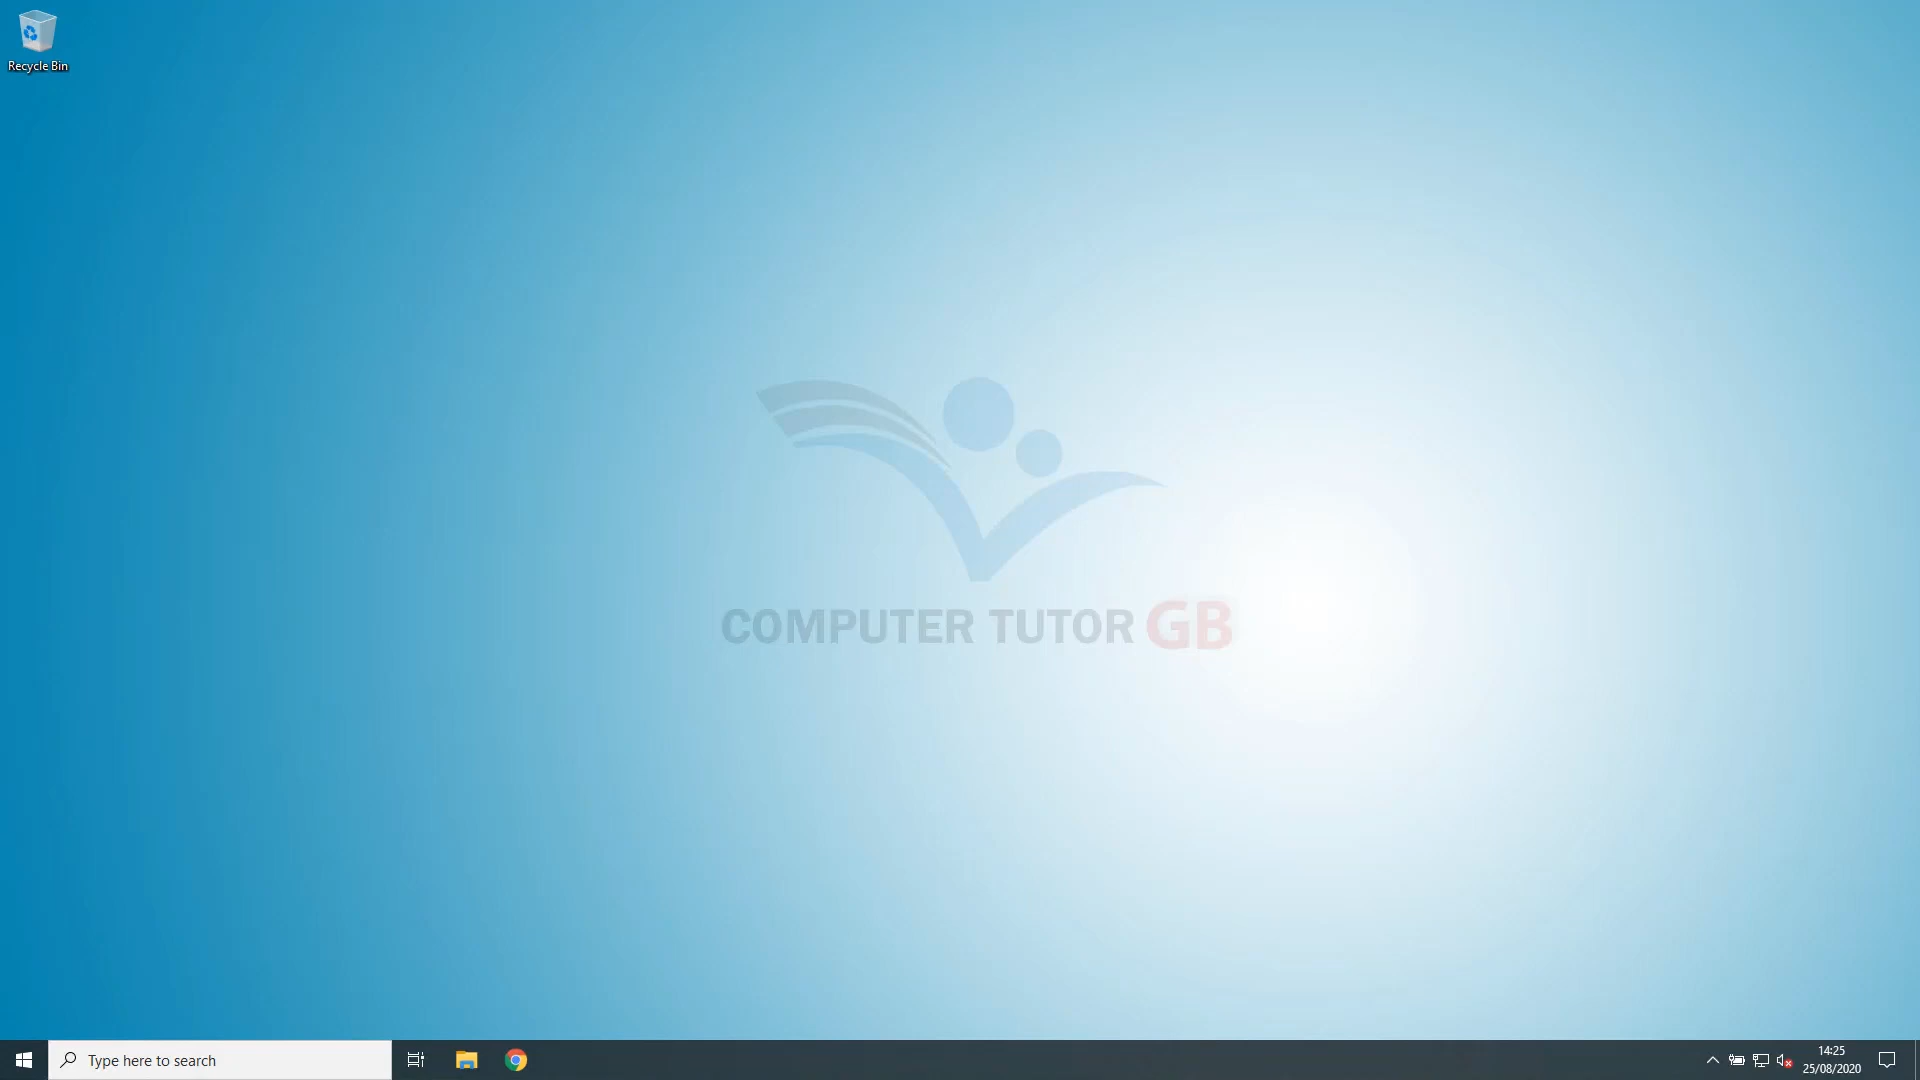 Recycle Bin
COMPUTER TUTOR GB
Type here to search
14:25
25/08/2020